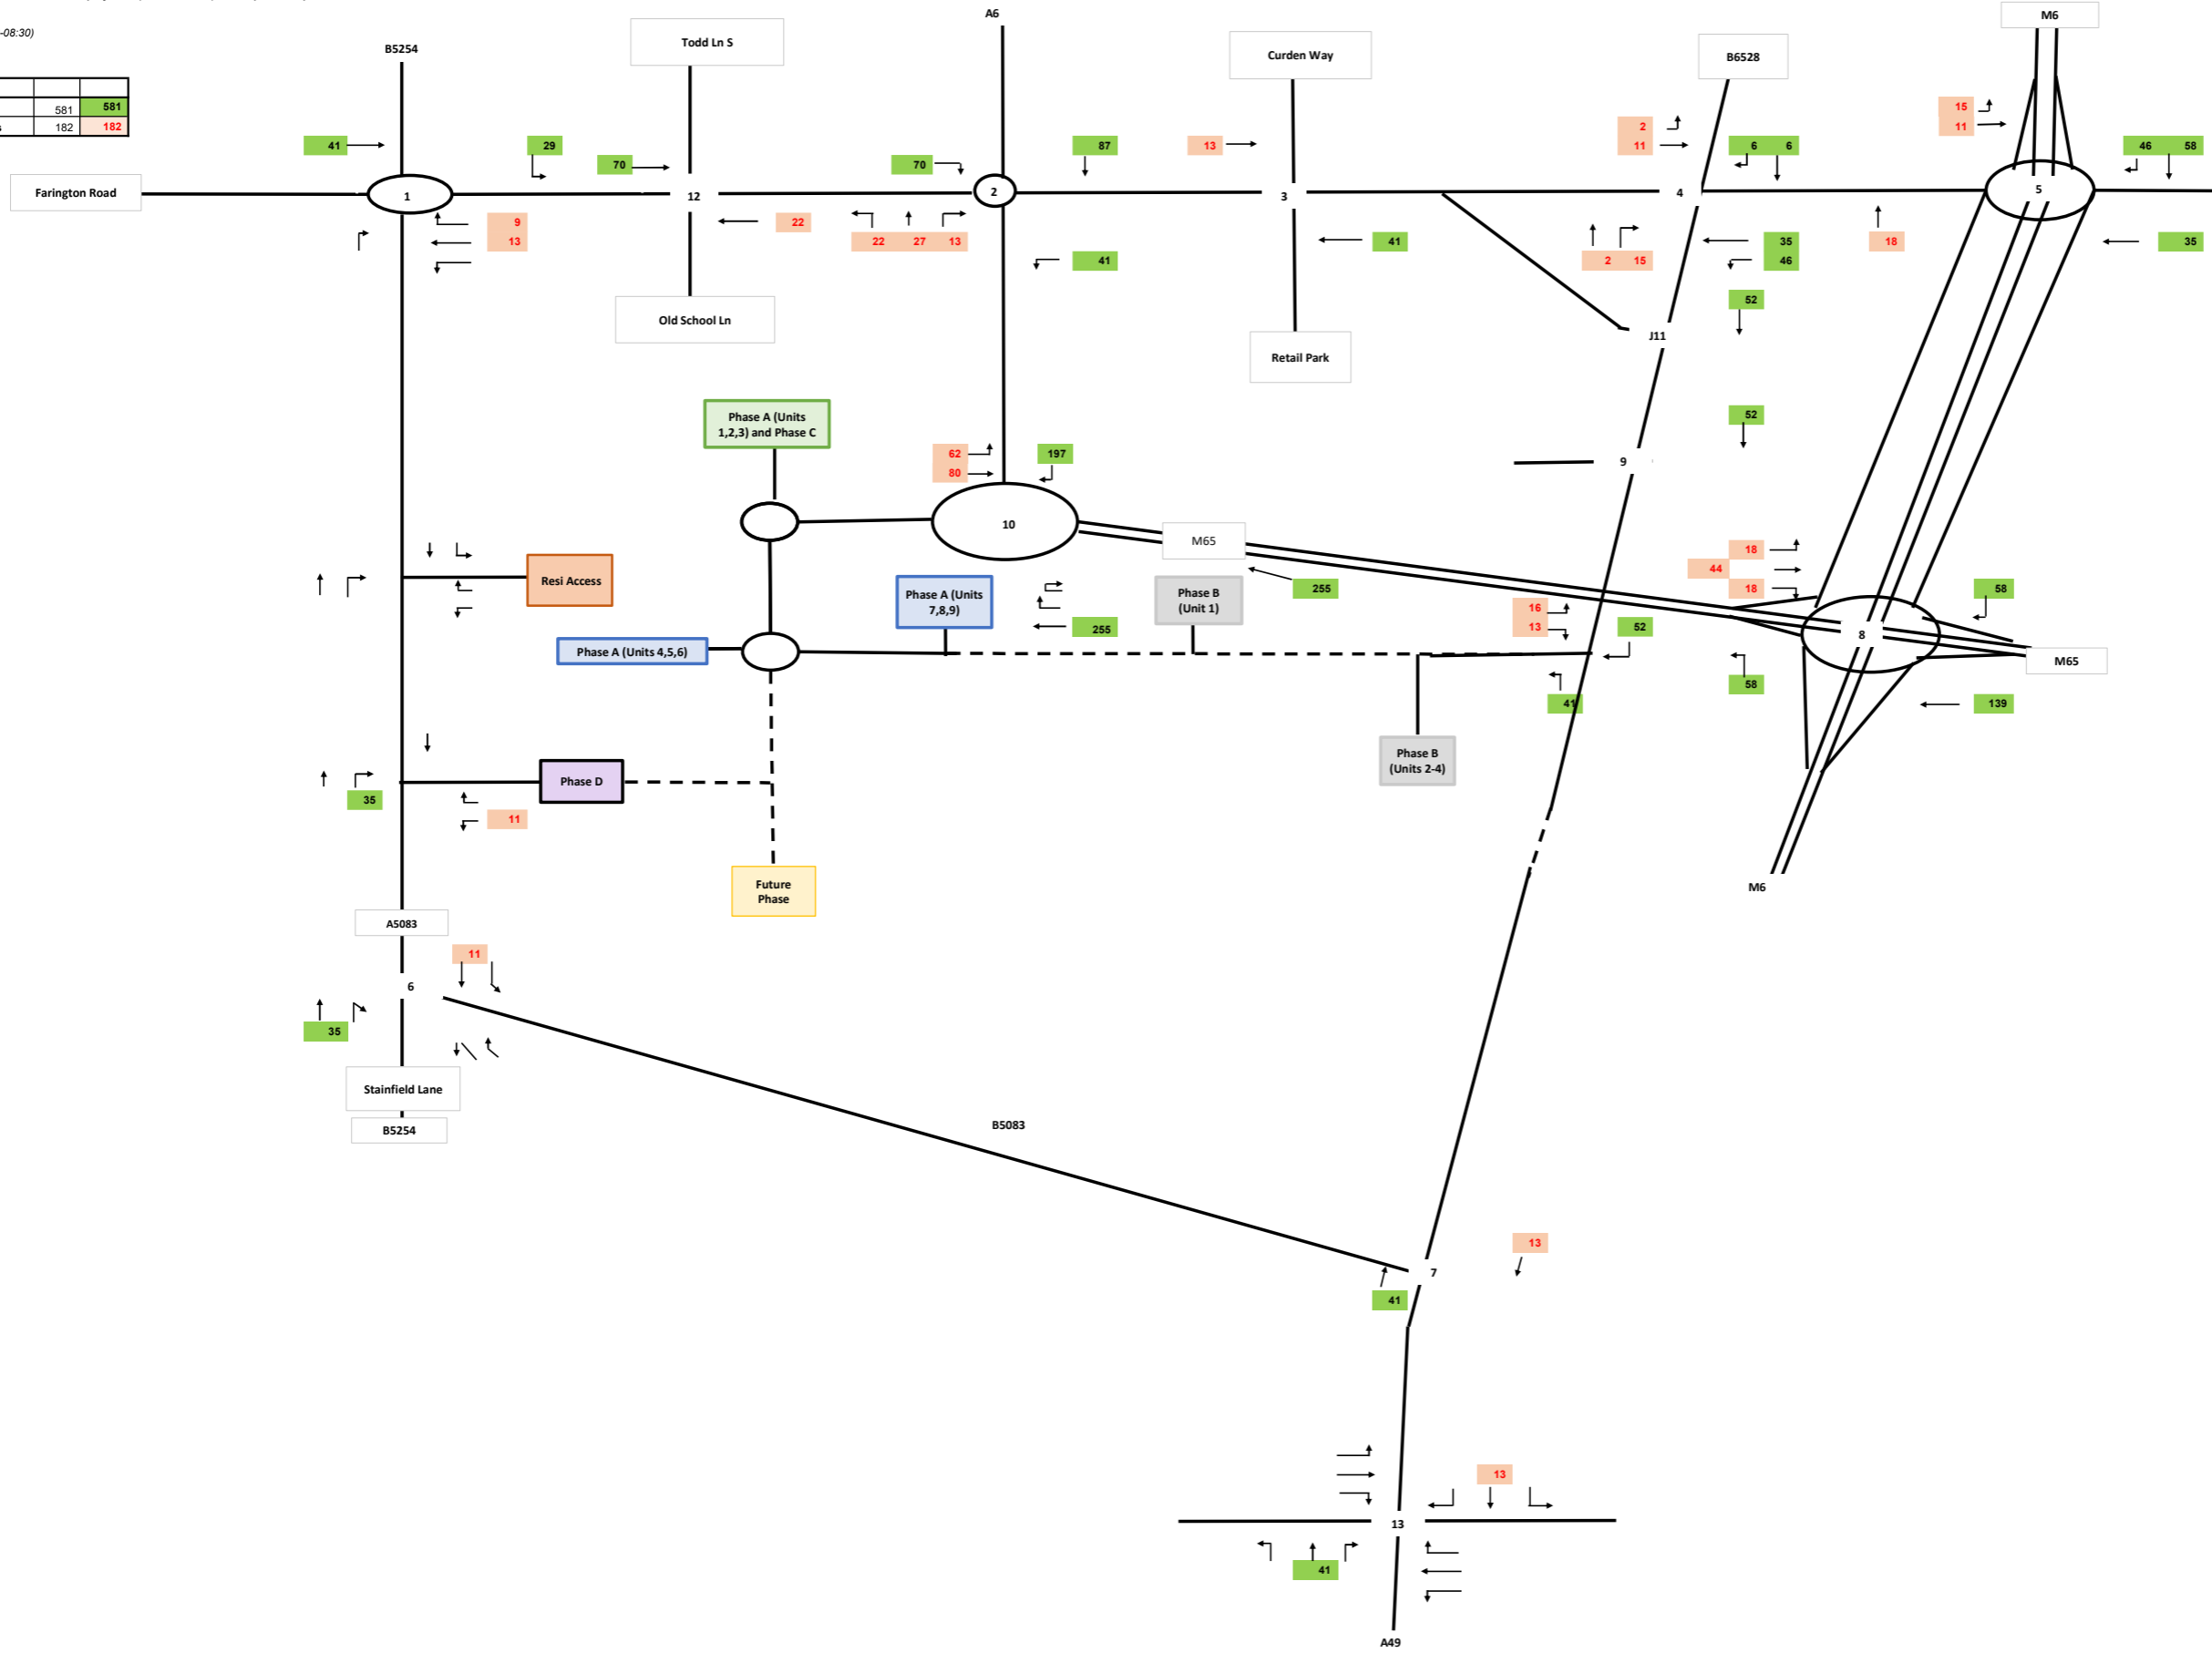 -08:30)
581 581
s 182 182
A6
M6
B5254
Todd Ln S
Curden Way
B6528
41
29
70
70
87
13
2
11
6 6
15
11
46 58
Farington Road
1
12
2
3
4
5
9
13
22
22 27 13
41
41
2 15
35
46
18
35
52
Old School Ln
Retail Park
J11
Phase A (Units
1,2,3) and Phase C
62
80
197
52
9
10
M65
Resi Access
Phase A (Units
7,8,9)
255
255
Phase B
(Unit 1)
18
44
18
58
16
13
52
8
Phase A (Units 4,5,6)
M65
58
41
139
Phase B
(Units 2-4)
Phase D
35
11
Future
Phase
M6
A5083
11
6
35
Stainfield Lane
B5254
B5083
13
7
41
13
13
41
A49